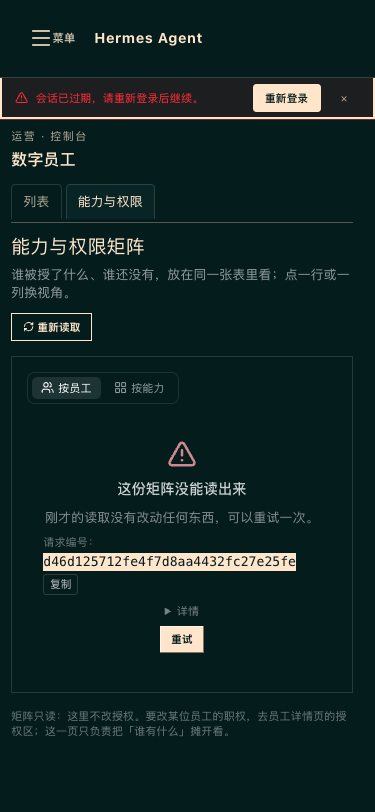 菜单
Hermes Agent
会话已过期，请重新登录后继续。
重新登录
×
运营 · 控制台
数字员工
列表
能力与权限
能力与权限矩阵
谁被授了什么、谁还没有，放在同一张表里看；点一行或一
列换视角。
重新读取
按员工
按能力
这份矩阵没能读出来
刚才的读取没有改动任何东西，可以重试一次。
请求编号：
d46d125712fe4f7d8aa4432fc27e25fe
复制
▶ 详情
重试
矩阵只读：这里不改授权。要改某位员工的职权，去员工详情页的授
权区；这一页只负责把「谁有什么」摊开看。